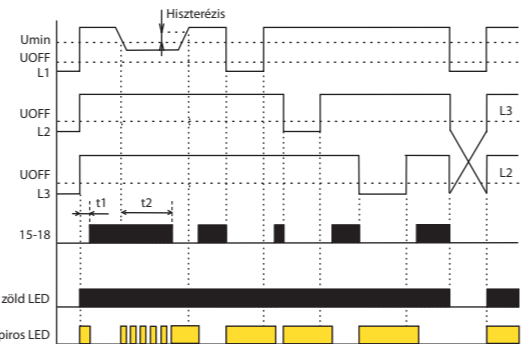 Hiszterézis
Umin
UOFF
L1
UOFF
L2
L3
UOFF
L3
L2
t1
t2
15-18
zöld LED
piros LED